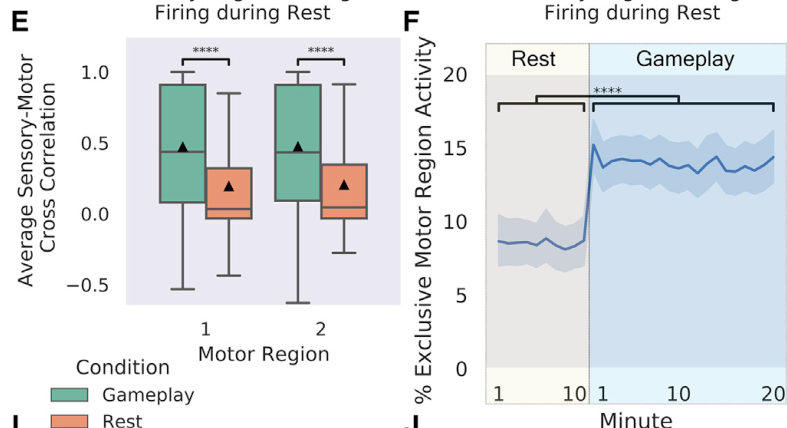 E
Firing during Rest
Average Sensory-Motor
Cross Correlation
1.0
0.5
0.0
−0.5
****
****
1
2
Motor Region
Condition
Gameplay
Rest
F
Firing during Rest
% Exclusive Motor Region Activity
20
15
10
5
0
Rest
Gameplay
****
1
10
1
10
20
Minute